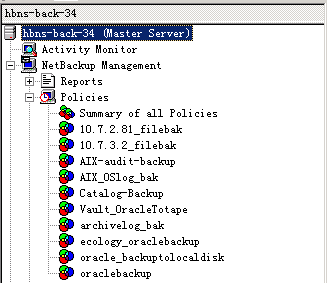 hbns-back-34
hbns-back-34 (Master Server)
Activity Monitor
NetBackup Management
Reports
Policies
Summary of all Policies
10.7.2.81_filebak
10.7.3.2_filebak
AIX-audit-backup
AIX_OSlog_bak
Catalog-Backup
Vault_OracleTotape
archivelog_bak
ecology_oraclebackup
oracle_backuptolocaldisk
oraclebackup